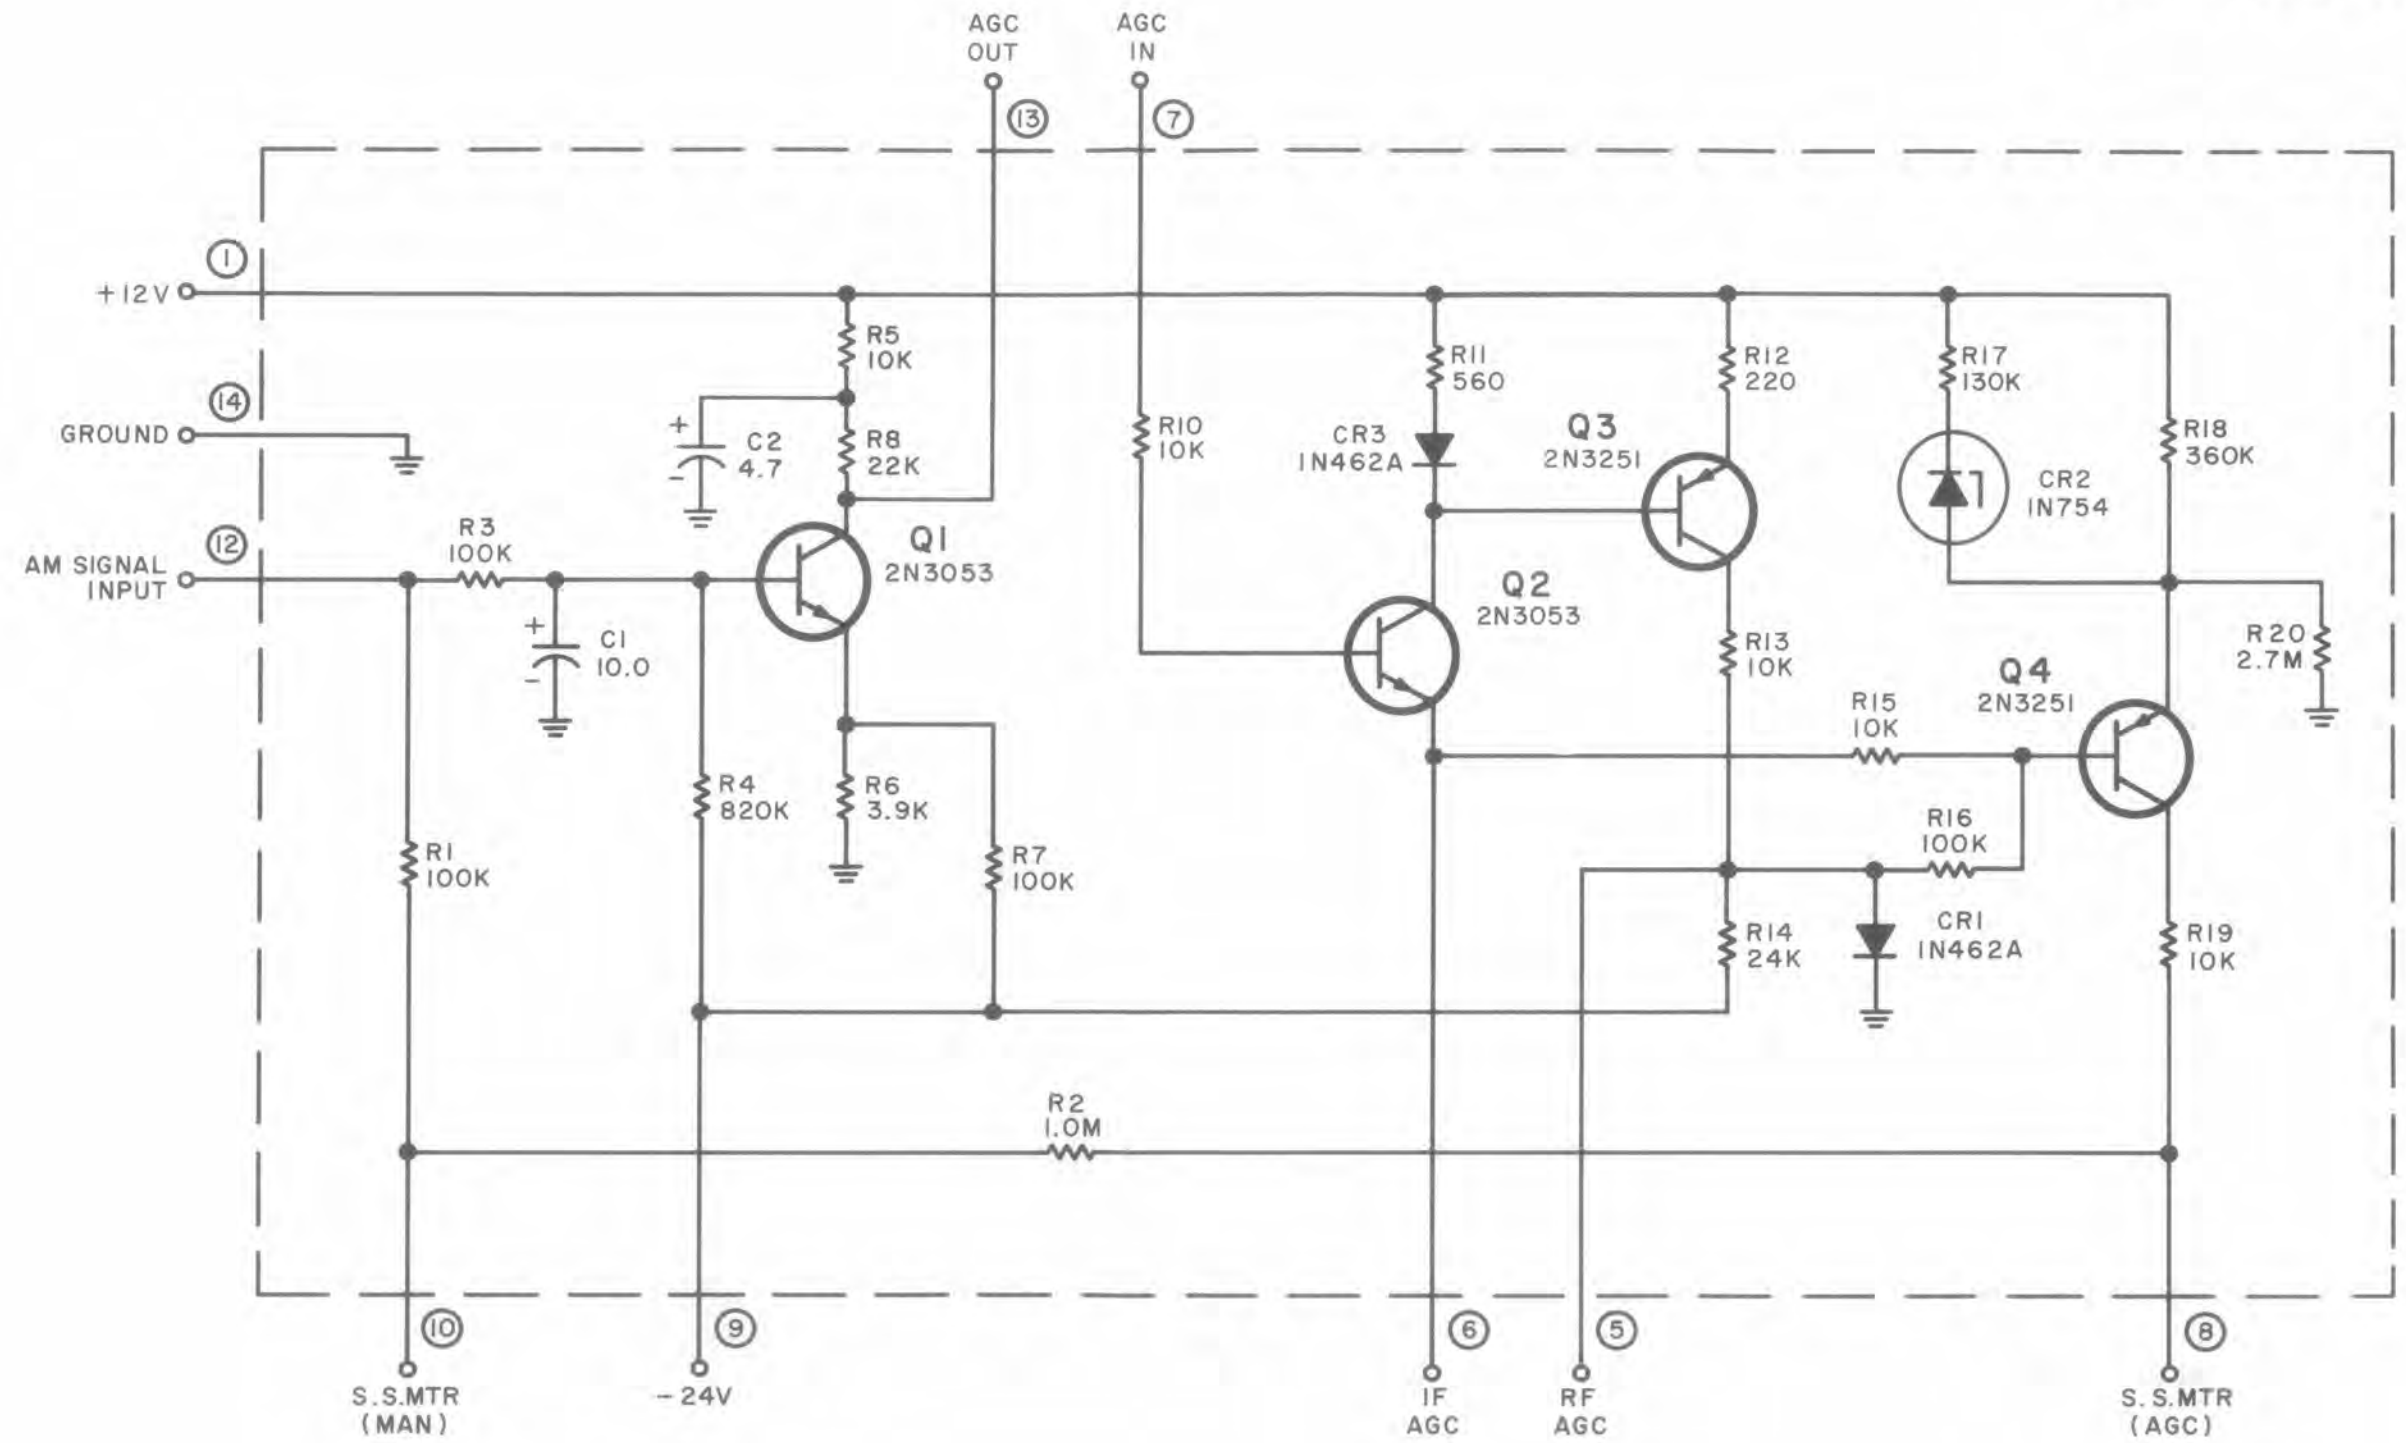 AGC
OUT
AGC
IN
13
7
1
+12V
R5
10K
R11
560
R12
220
R17
130K
14
GROUND
+
C2
4.7
-
R8
22K
R10
10K
CR3
1N462A
Q3
2N3251
R18
360K
CR2
1N754
12
AM SIGNAL
INPUT
R3
100K
Q1
2N3053
Q2
2N3053
+
C1
10.0
-
R13
10K
R20
2.7M
Q4
2N3251
R15
10K
R4
820K
R6
3.9K
R1
100K
R7
100K
R16
100K
R14
24K
CR1
1N462A
R19
10K
R2
1.0M
10
9
6
5
8
S.S.MTR
(MAN)
-24V
IF
AGC
RF
AGC
S.S.MTR
(AGC)